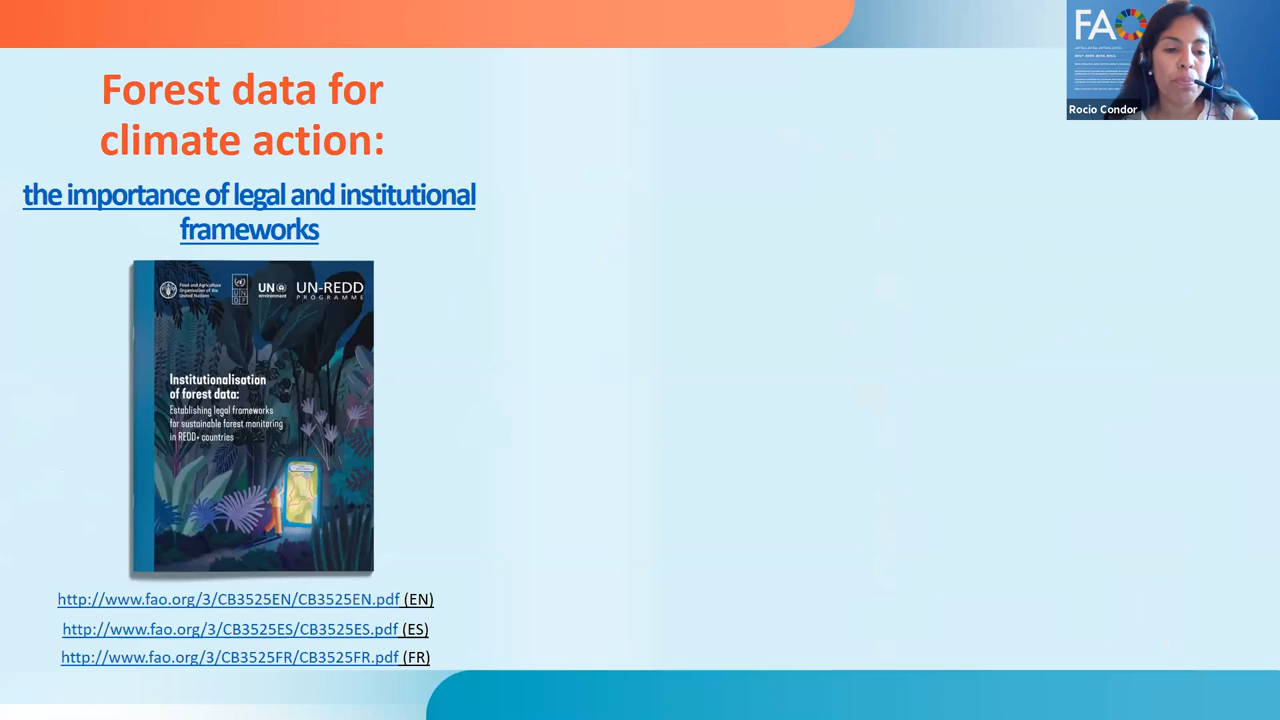 Forest data for
climate action:
the importance of legal and institutional
frameworks
Food and Agriculture
Organization of the
United Nations
U N
D P
UN
environment
UN-REDD
PROGRAMME
Institutionalisation
of forest data:
Establishing legal frameworks
for sustainable forest monitoring
in REDD+ countries
http://www.fao.org/3/CB3525EN/CB3525EN.pdf (EN)
http://www.fao.org/3/CB3525ES/CB3525ES.pdf (ES)
http://www.fao.org/3/CB3525FR/CB3525FR.pdf (FR)
FAO
Rocio Condor